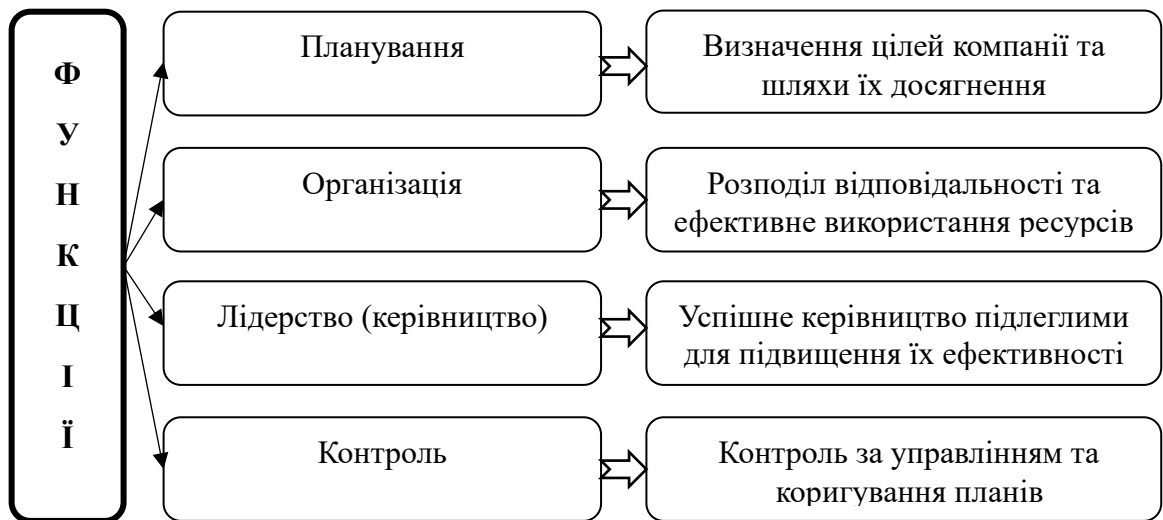 Ф
У
Н
К
Ц
І
Ї
Планування
Визначення цілей компанії та
шляхи їх досягнення
Організація
Розподіл відповідальності та
ефективне використання ресурсів
Лідерство (керівництво)
Успішне керівництво підлеглими
для підвищення їх ефективності
Контроль
Контроль за управлінням та
коригування планів